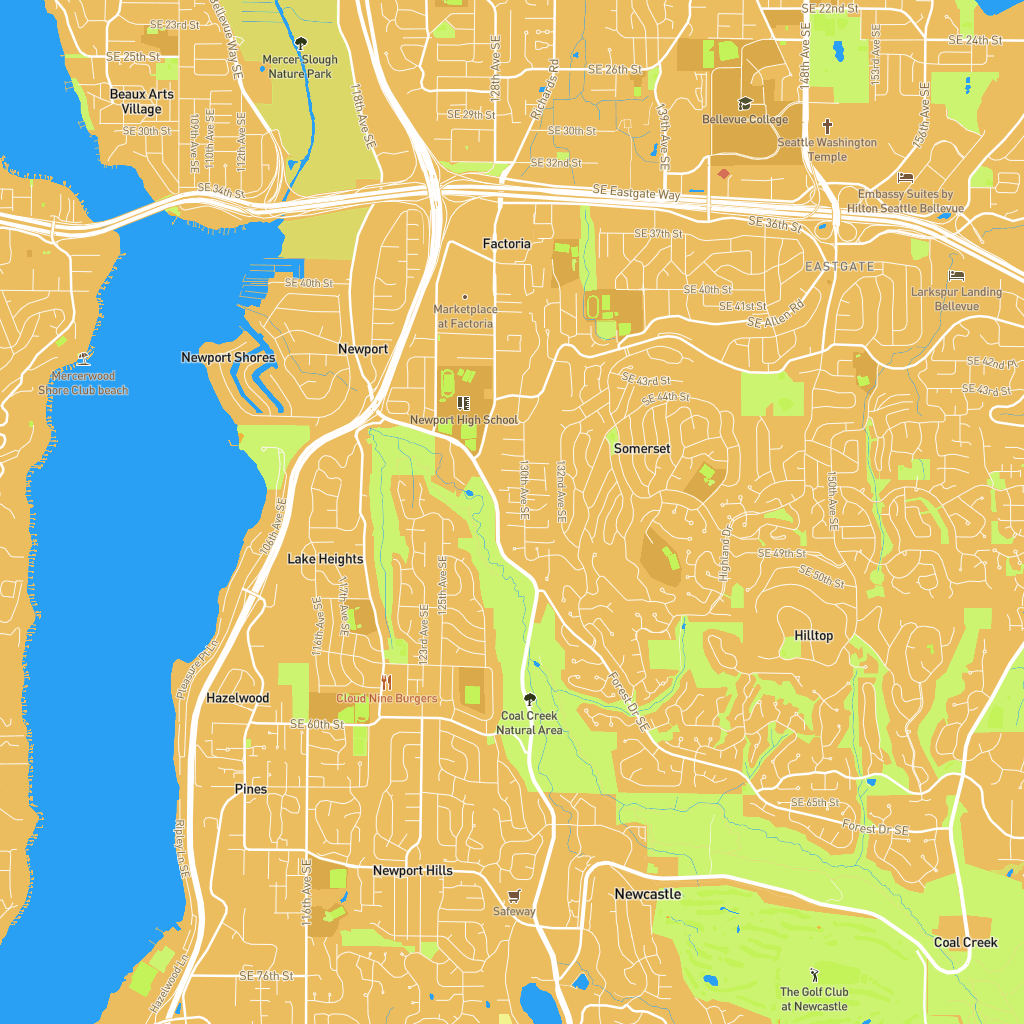 SE 22nd St
SE 23rd St
Bellevue Way SE
148th Ave SE
153rd Ave SE
SE 24th St
128th Ave SE
SE 25th St
Mercer Slough
Nature Park
SE 26th St
Richards Rd
118th Ave SE
139th Ave SE
156th Ave SE
Beaux Arts
Village
Bellevue College
SE 29th St
109th Ave SE
110th Ave SE
112th Ave SE
SE 30th St
SE 30th St
Seattle Washington
Temple
SE 32nd St
SE 34th St
SE Eastgate Way
Embassy Suites by
Hilton Seattle Bellevue
SE 36th St
SE 37th St
Factoria
EASTGATE
SE 40th St
SE 40th St
Larkspur Landing
Bellevue
SE 41st St
SE Allen Rd
Marketplace
at Factoria
Newport
Newport Shores
Mercerwood
Shore Club beach
SE 42nd Pl
SE 43rd St
SE 43rd St
SE 44th St
Newport High School
Somerset
130th Ave SE
132nd Ave SE
150th Ave SE
106th Ave SE
Highland Dr
SE 49th St
Lake Heights
SE 50th St
125th Ave SE
117th Ave SE
116th Ave SE
123rd Ave SE
Hilltop
Pleasure Pt Ln
Hazelwood
Cloud Nine Burgers
Forest Dr SE
Coal Creek
Natural Area
SE 60th St
Pines
SE 65th St
Forest Dr SE
Ripley Ln SE
Newport Hills
116th Ave SE
Newcastle
Safeway
Coal Creek
SE 76th St
Hazelwood Ln
The Golf Club
at Newcastle